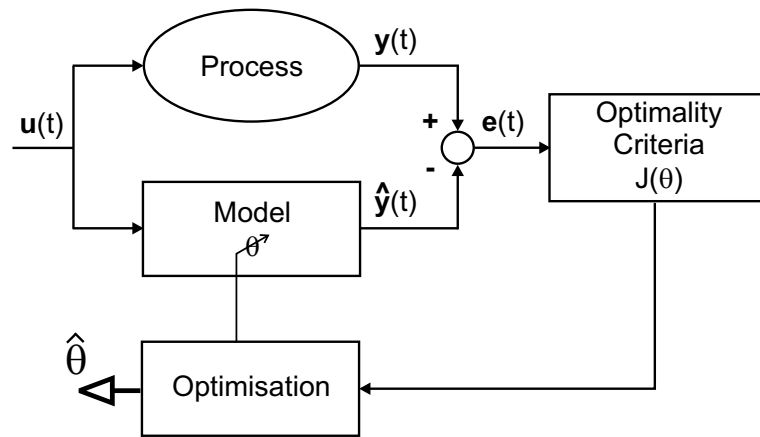 y(t)
Process
u(t)
+
e(t)
-
Optimality
Criteria
J(θ)
Model
θ
ŷ(t)
θ̂
Optimisation